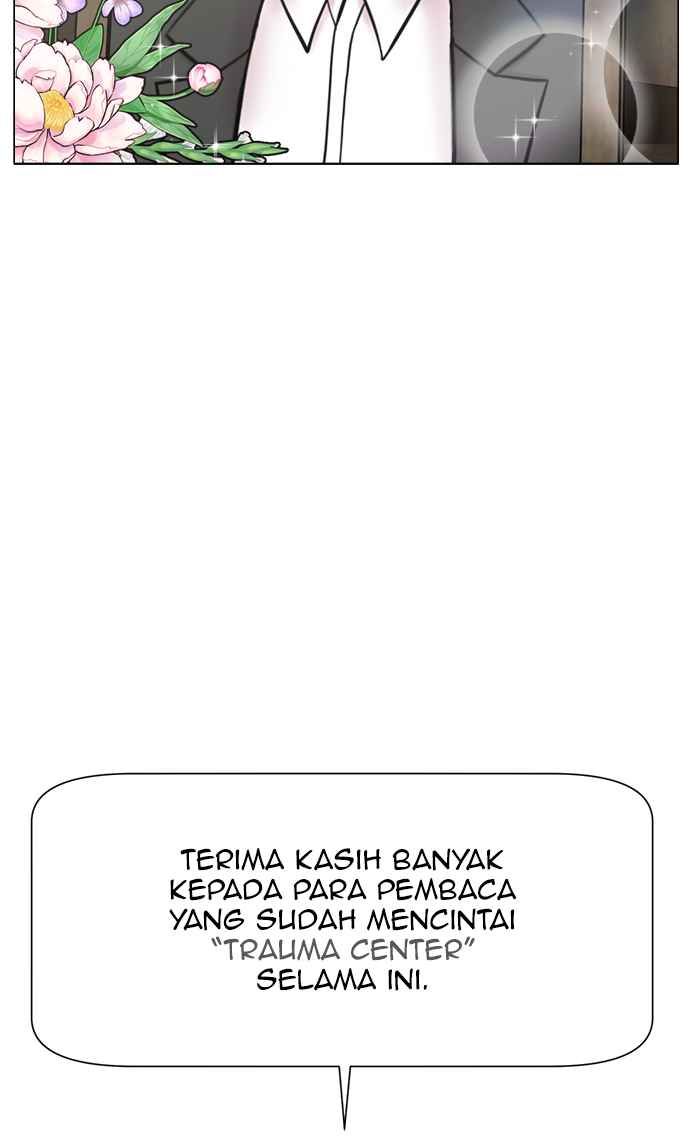 TERIMA KASIH BANYAK
KEPADA PARA PEMBACA
YANG SUDAH MENCINTAI
“TRAUMA CENTER”
SELAMA INI.